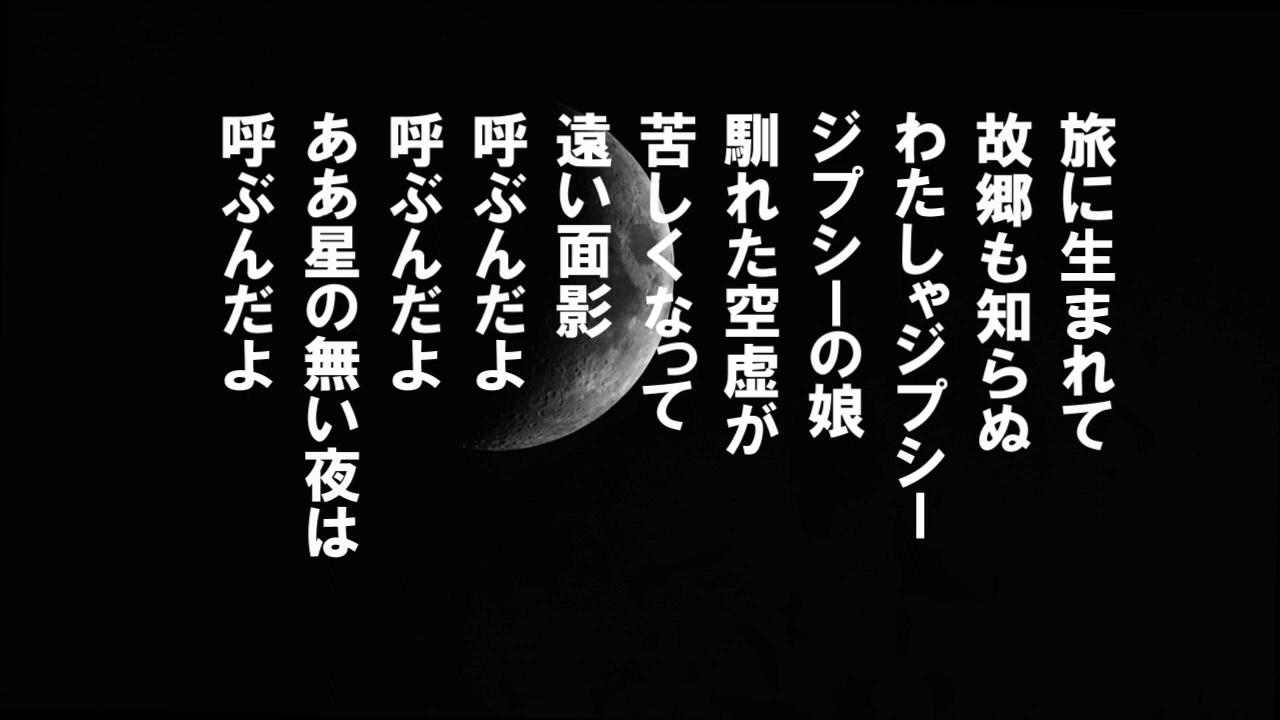 旅に生まれて
故郷も知らぬ
わたしゃジプシー
ジプシーの娘
馴れた空虚が
苦しくなって
遠い面影
呼ぶんだよ
呼ぶんだよ
ああ星の無い夜は
呼ぶんだよ